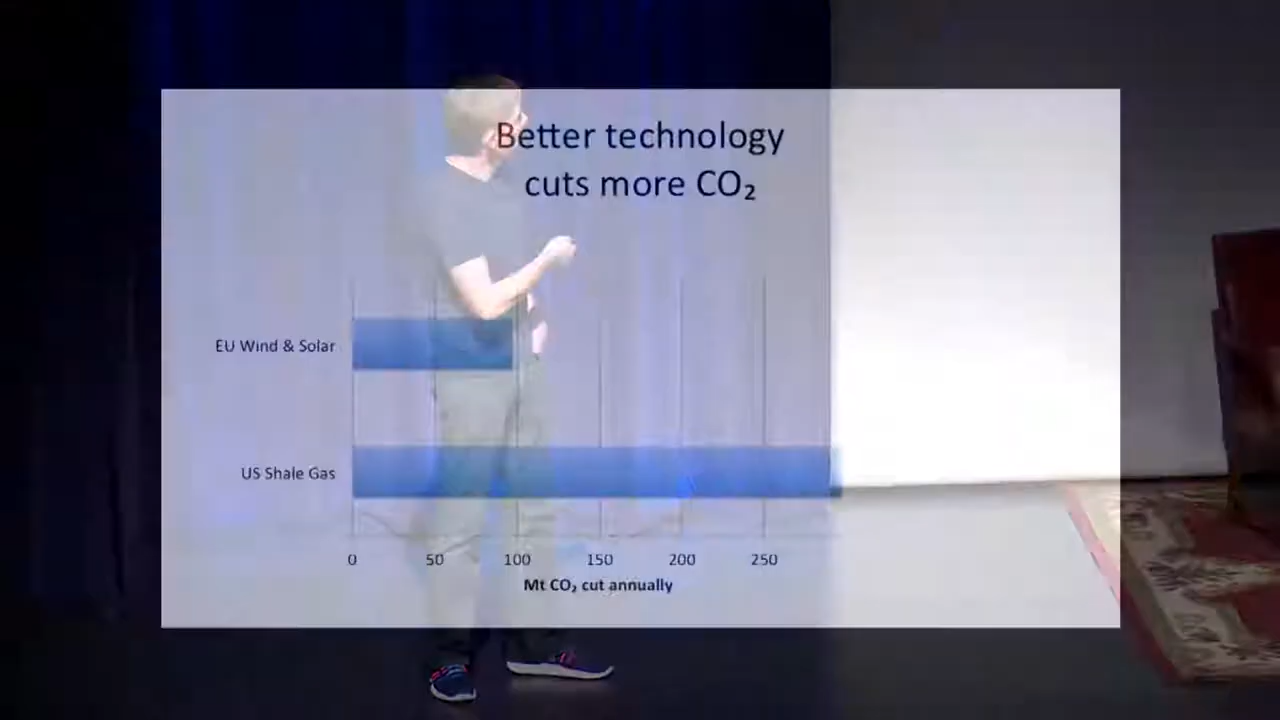 Better technology
cuts more CO₂
EU Wind & Solar
US Shale Gas
0 50 100 150 200 250
Mt CO₂ cut annually